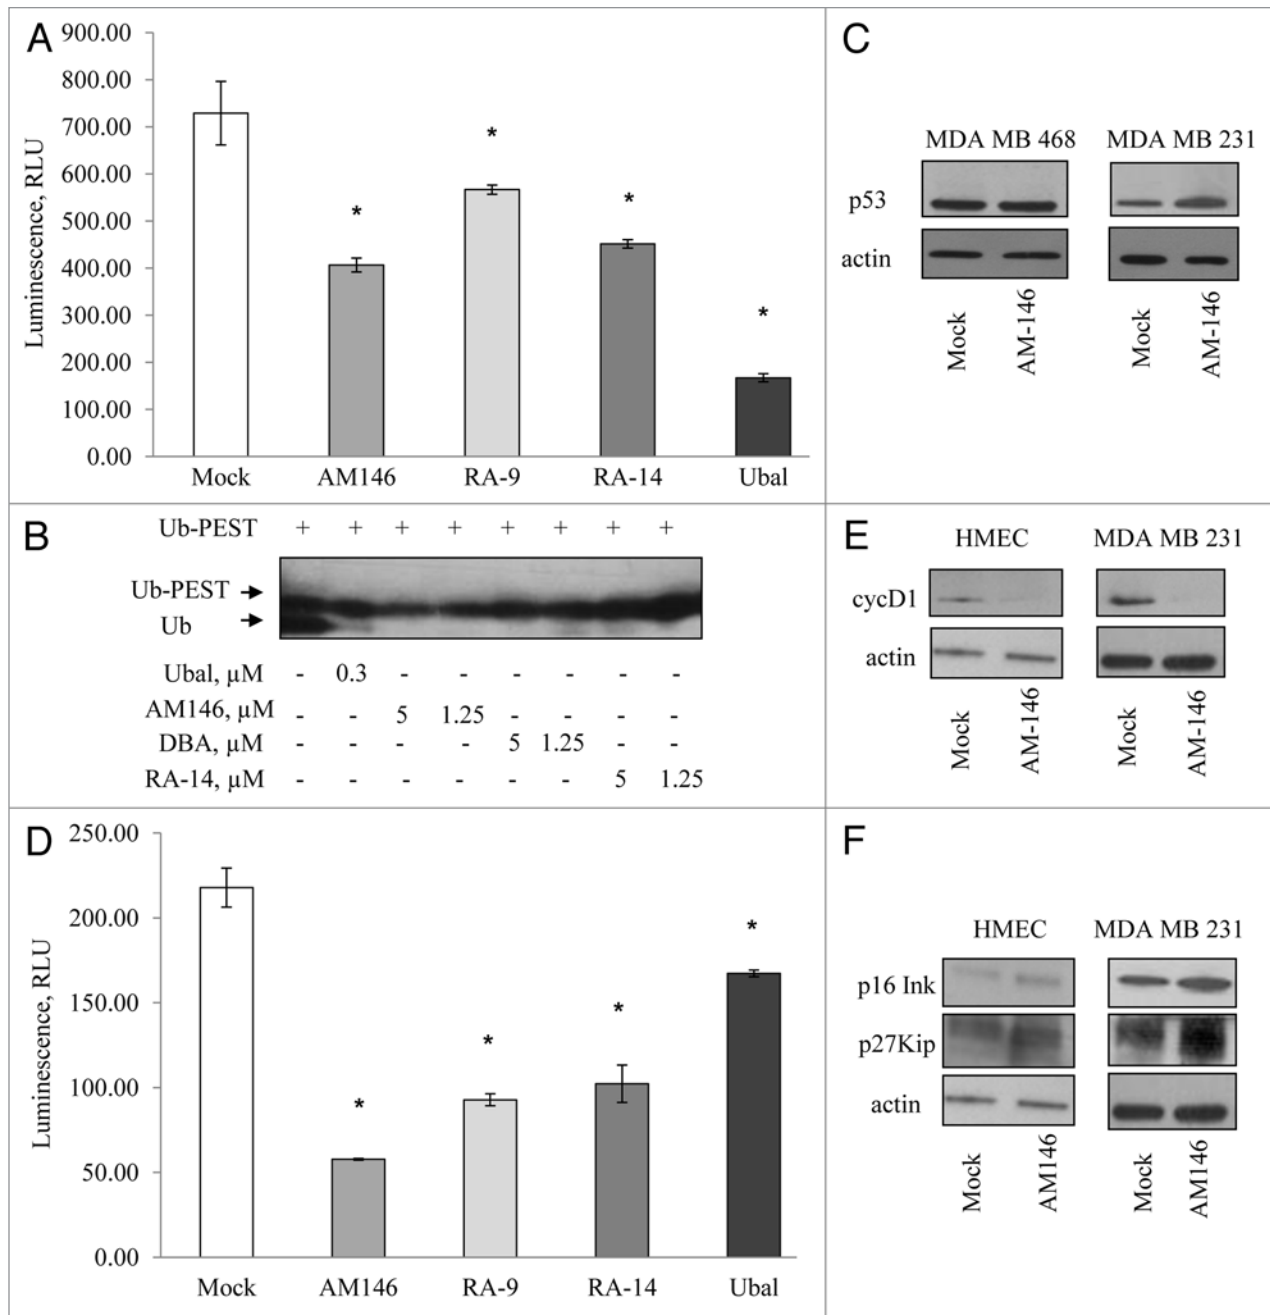 A
900.00
800.00
700.00
600.00
500.00
400.00
300.00
200.00
100.00
0.00
Luminescence, RLU
* * * *
Mock AM146 RA-9 RA-14 Ubal
B
Ub-PEST + + + + + + + +
Ub-PEST
Ub
Ubal, µM - 0.3 - - - - - -
AM146, µM - - 5 1.25 - - - -
DBA, µM - - - - 5 1.25 - -
RA-14, µM - - - - - - 5 1.25
D
250.00
200.00
150.00
100.00
50.00
0.00
Luminescence, RLU
* * * *
Mock AM146 RA-9 RA-14 Ubal
C
MDA MB 468 MDA MB 231
p53
actin
Mock AM-146 Mock AM-146
E
HMEC MDA MB 231
cycD1
actin
Mock AM-146 Mock AM-146
F
HMEC MDA MB 231
p16 Ink
p27Kip
actin
Mock AM146 Mock AM146